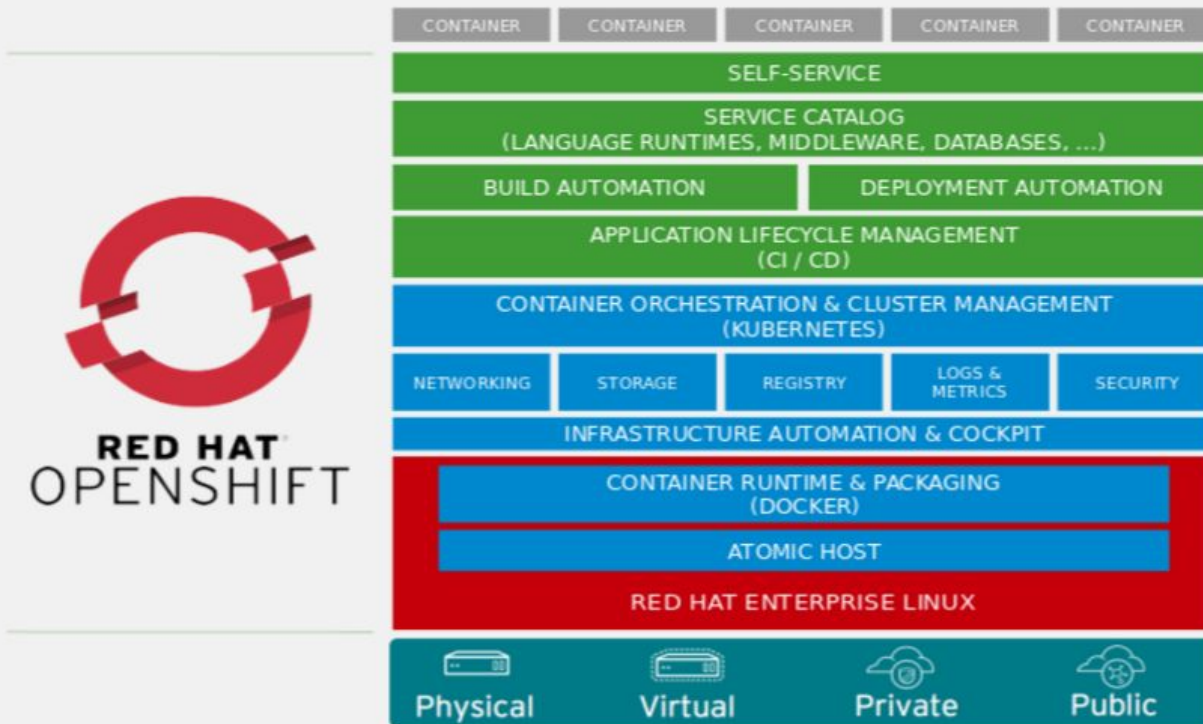 CONTAINER CONTAINER CONTAINER CONTAINER CONTAINER
SELF-SERVICE
SERVICE CATALOG
(LANGUAGE RUNTIMES, MIDDLEWARE, DATABASES, ...)
BUILD AUTOMATION DEPLOYMENT AUTOMATION
APPLICATION LIFECYCLE MANAGEMENT
(CI / CD)
CONTAINER ORCHESTRATION & CLUSTER MANAGEMENT
(KUBERNETES)
NETWORKING STORAGE REGISTRY LOGS & METRICS SECURITY
INFRASTRUCTURE AUTOMATION & COCKPIT
RED HAT
OPENSHIFT
CONTAINER RUNTIME & PACKAGING
(DOCKER)
ATOMIC HOST
RED HAT ENTERPRISE LINUX
Physical Virtual Private Public